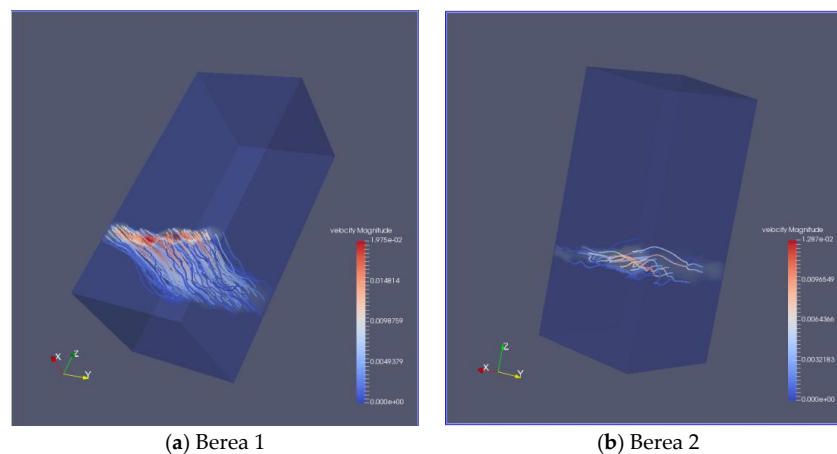 velocity Magnitude
1.975e-02
0.014814
0.0098759
0.0049379
0.000e+00
X
Z
Y
velocity Magnitude
1.287e-02
0.0096549
0.0064366
0.0032183
0.000e+00
Z
X
Y
(a) Berea 1
(b) Berea 2